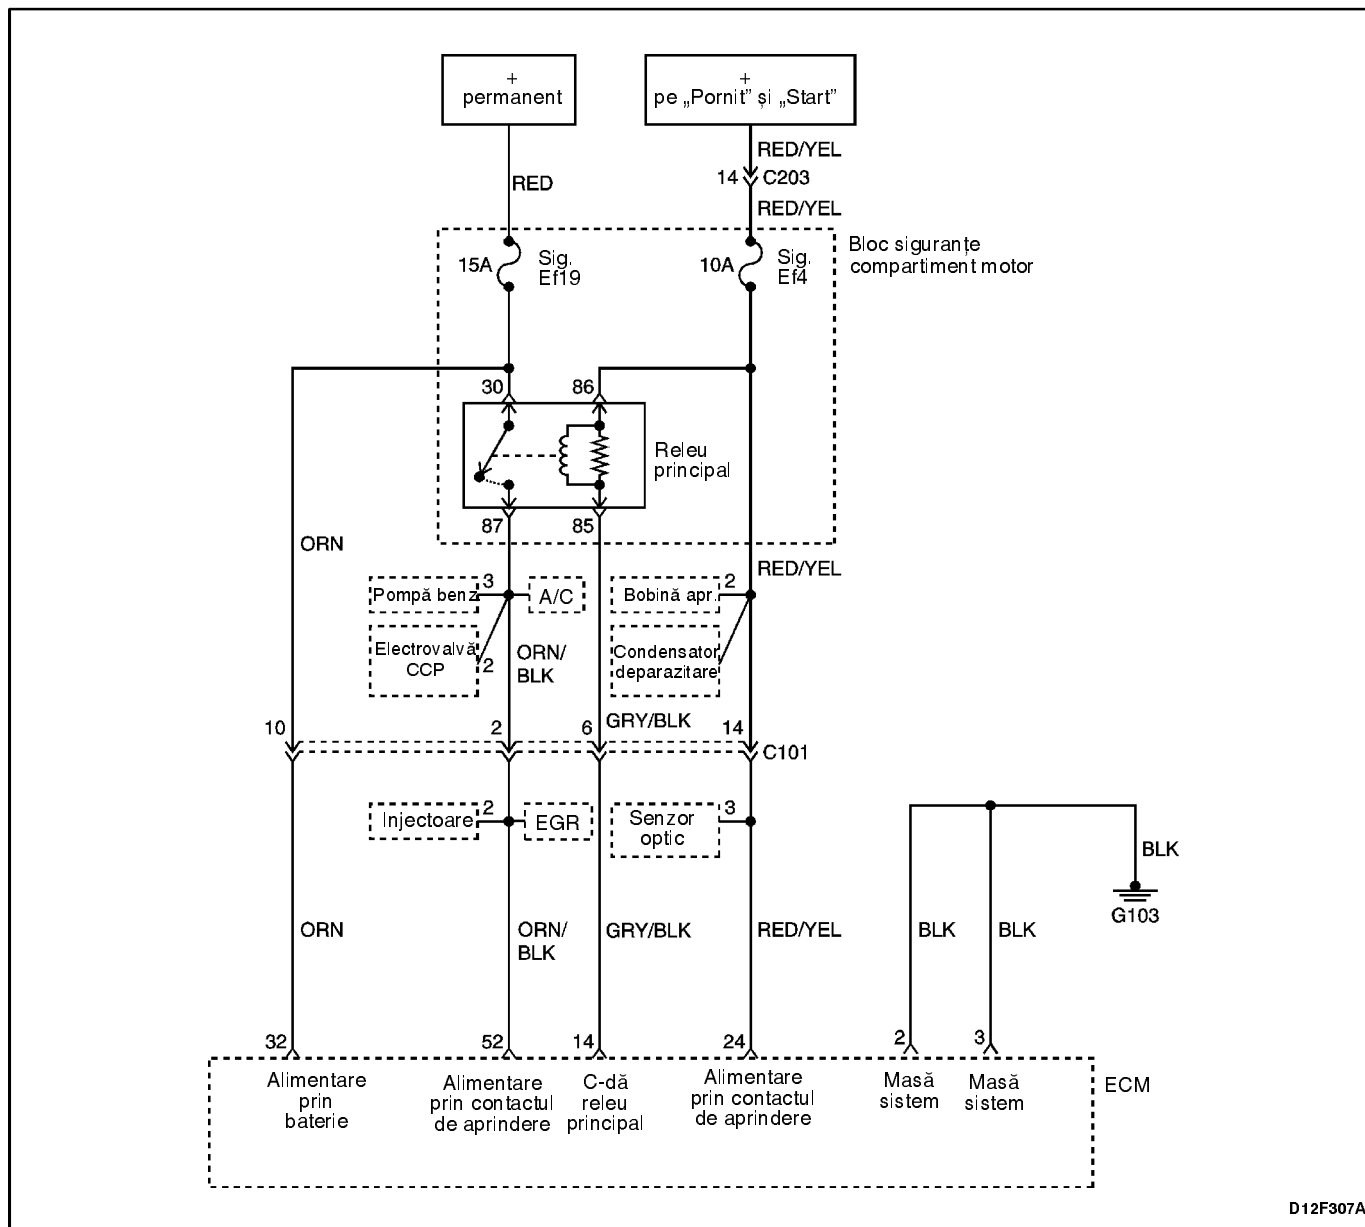 +
permanent
+
pe „Pornit” și „Start”
RED/YEL
14
C203
RED
RED/YEL
Bloc siguranțe
compartiment motor
15A
Sig.
Ef19
10A
Sig.
Ef4
30
86
Releu
principal
87
85
ORN
RED/YEL
Pompă benz.
3
A/C
Bobină apr.
2
Electrovalvă
CCP
2
ORN/
BLK
Condensator
deparazitare
10
2
6
GRY/BLK
14
C101
Injectoare
2
EGR
Senzor
optic
3
BLK
G103
ORN
ORN/
BLK
GRY/BLK
RED/YEL
BLK
BLK
32
52
14
24
2
3
Alimentare
prin
baterie
Alimentare
prin contactul
de aprindere
C-dă
releu
principal
Alimentare
prin contactul
de aprindere
Masă
sistem
Masă
sistem
ECM
D12F307A